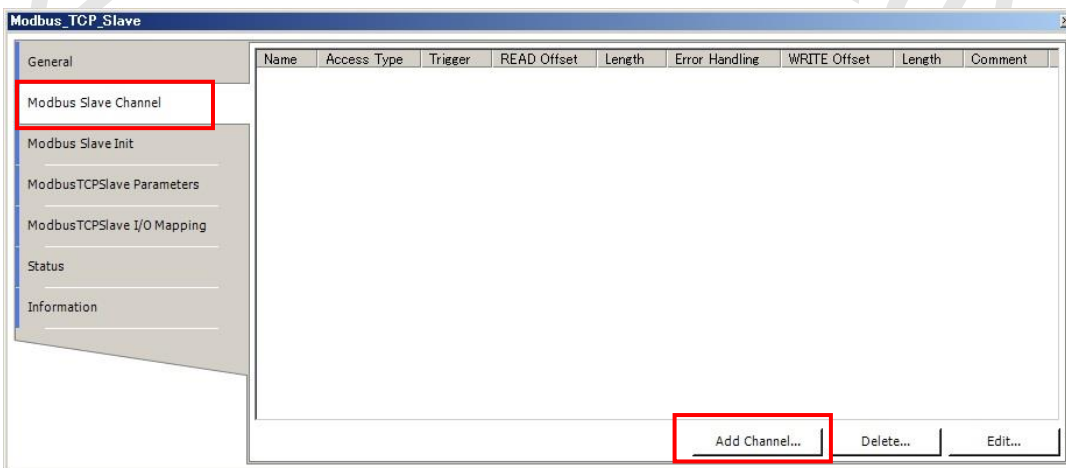 Modbus_TCP_Slave
General
Modbus Slave Channel
Modbus Slave Init
ModbusTCPSlave Parameters
ModbusTCPSlave I/O Mapping
Status
Information
Name Access Type Trigger READ Offset Length Error Handling WRITE Offset Length Comment
Add Channel... Delete... Edit...